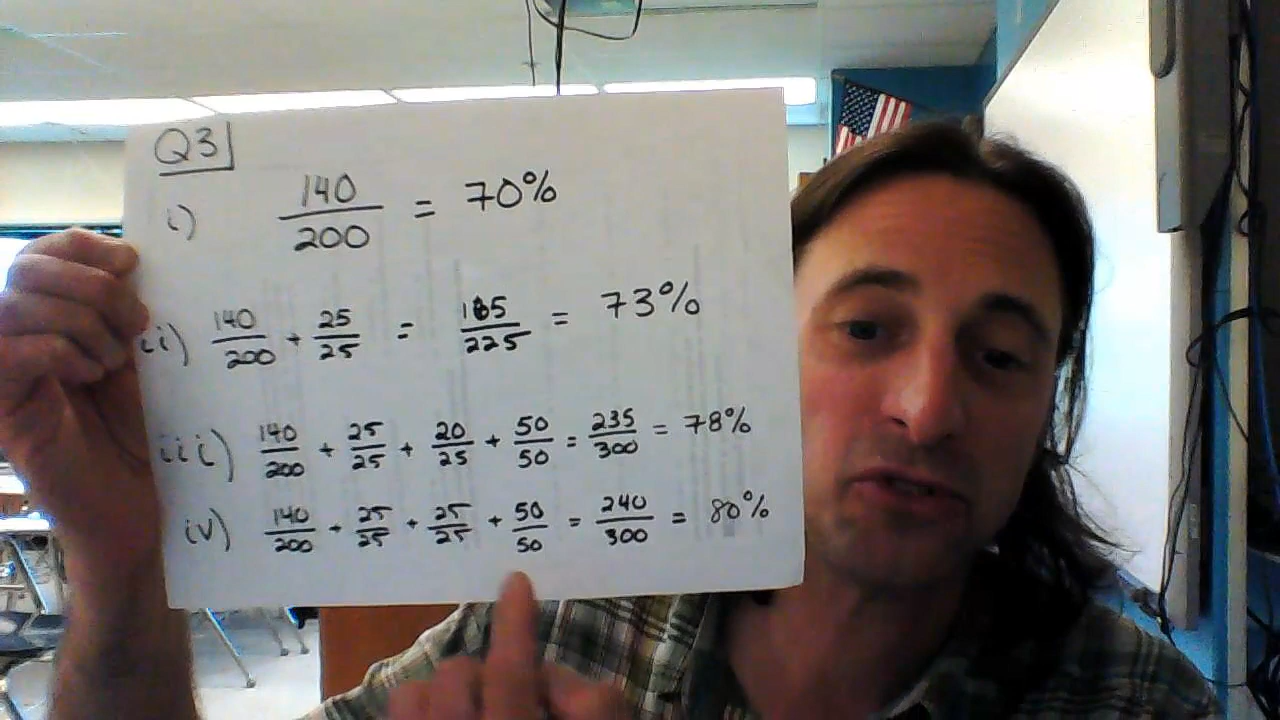 Q3
i) 140/200 = 70%
ii) 140/200 + 25/25 = 165/225 = 73%
iii) 140/200 + 25/25 + 20/25 + 50/50 = 235/300 = 78%
iv) 140/200 + 25/25 + 25/25 + 50/50 = 240/300 = 80%